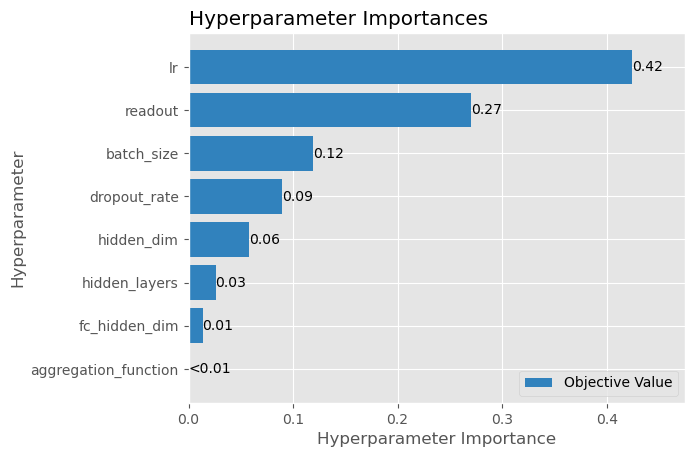 Hyperparameter Importances
Hyperparameter
lr
0.42
readout
0.27
batch_size
0.12
dropout_rate
0.09
hidden_dim
0.06
hidden_layers
0.03
fc_hidden_dim
0.01
aggregation_function
<0.01
Objective Value
0.0
0.1
0.2
0.3
0.4
Hyperparameter Importance